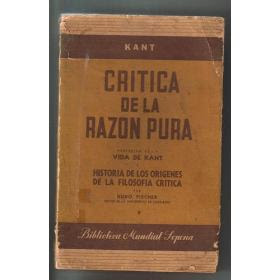 KANT
CRITICA
DE LA
RAZON PURA
VIDA DE KANT
HISTORIA DE LOS ORIGENES
DE LA FILOSOFIA CRITICA
POR
KUNO FISCHER
Biblioteca Mundial Sopena